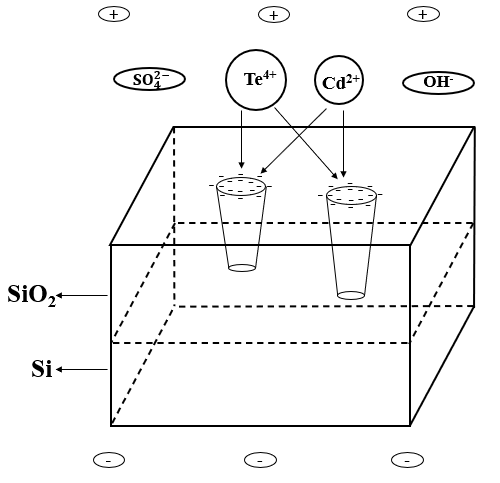 + + +
SO₄²⁻ Te⁴⁺ Cd²⁺ OH⁻
SiO₂
Si
- - -